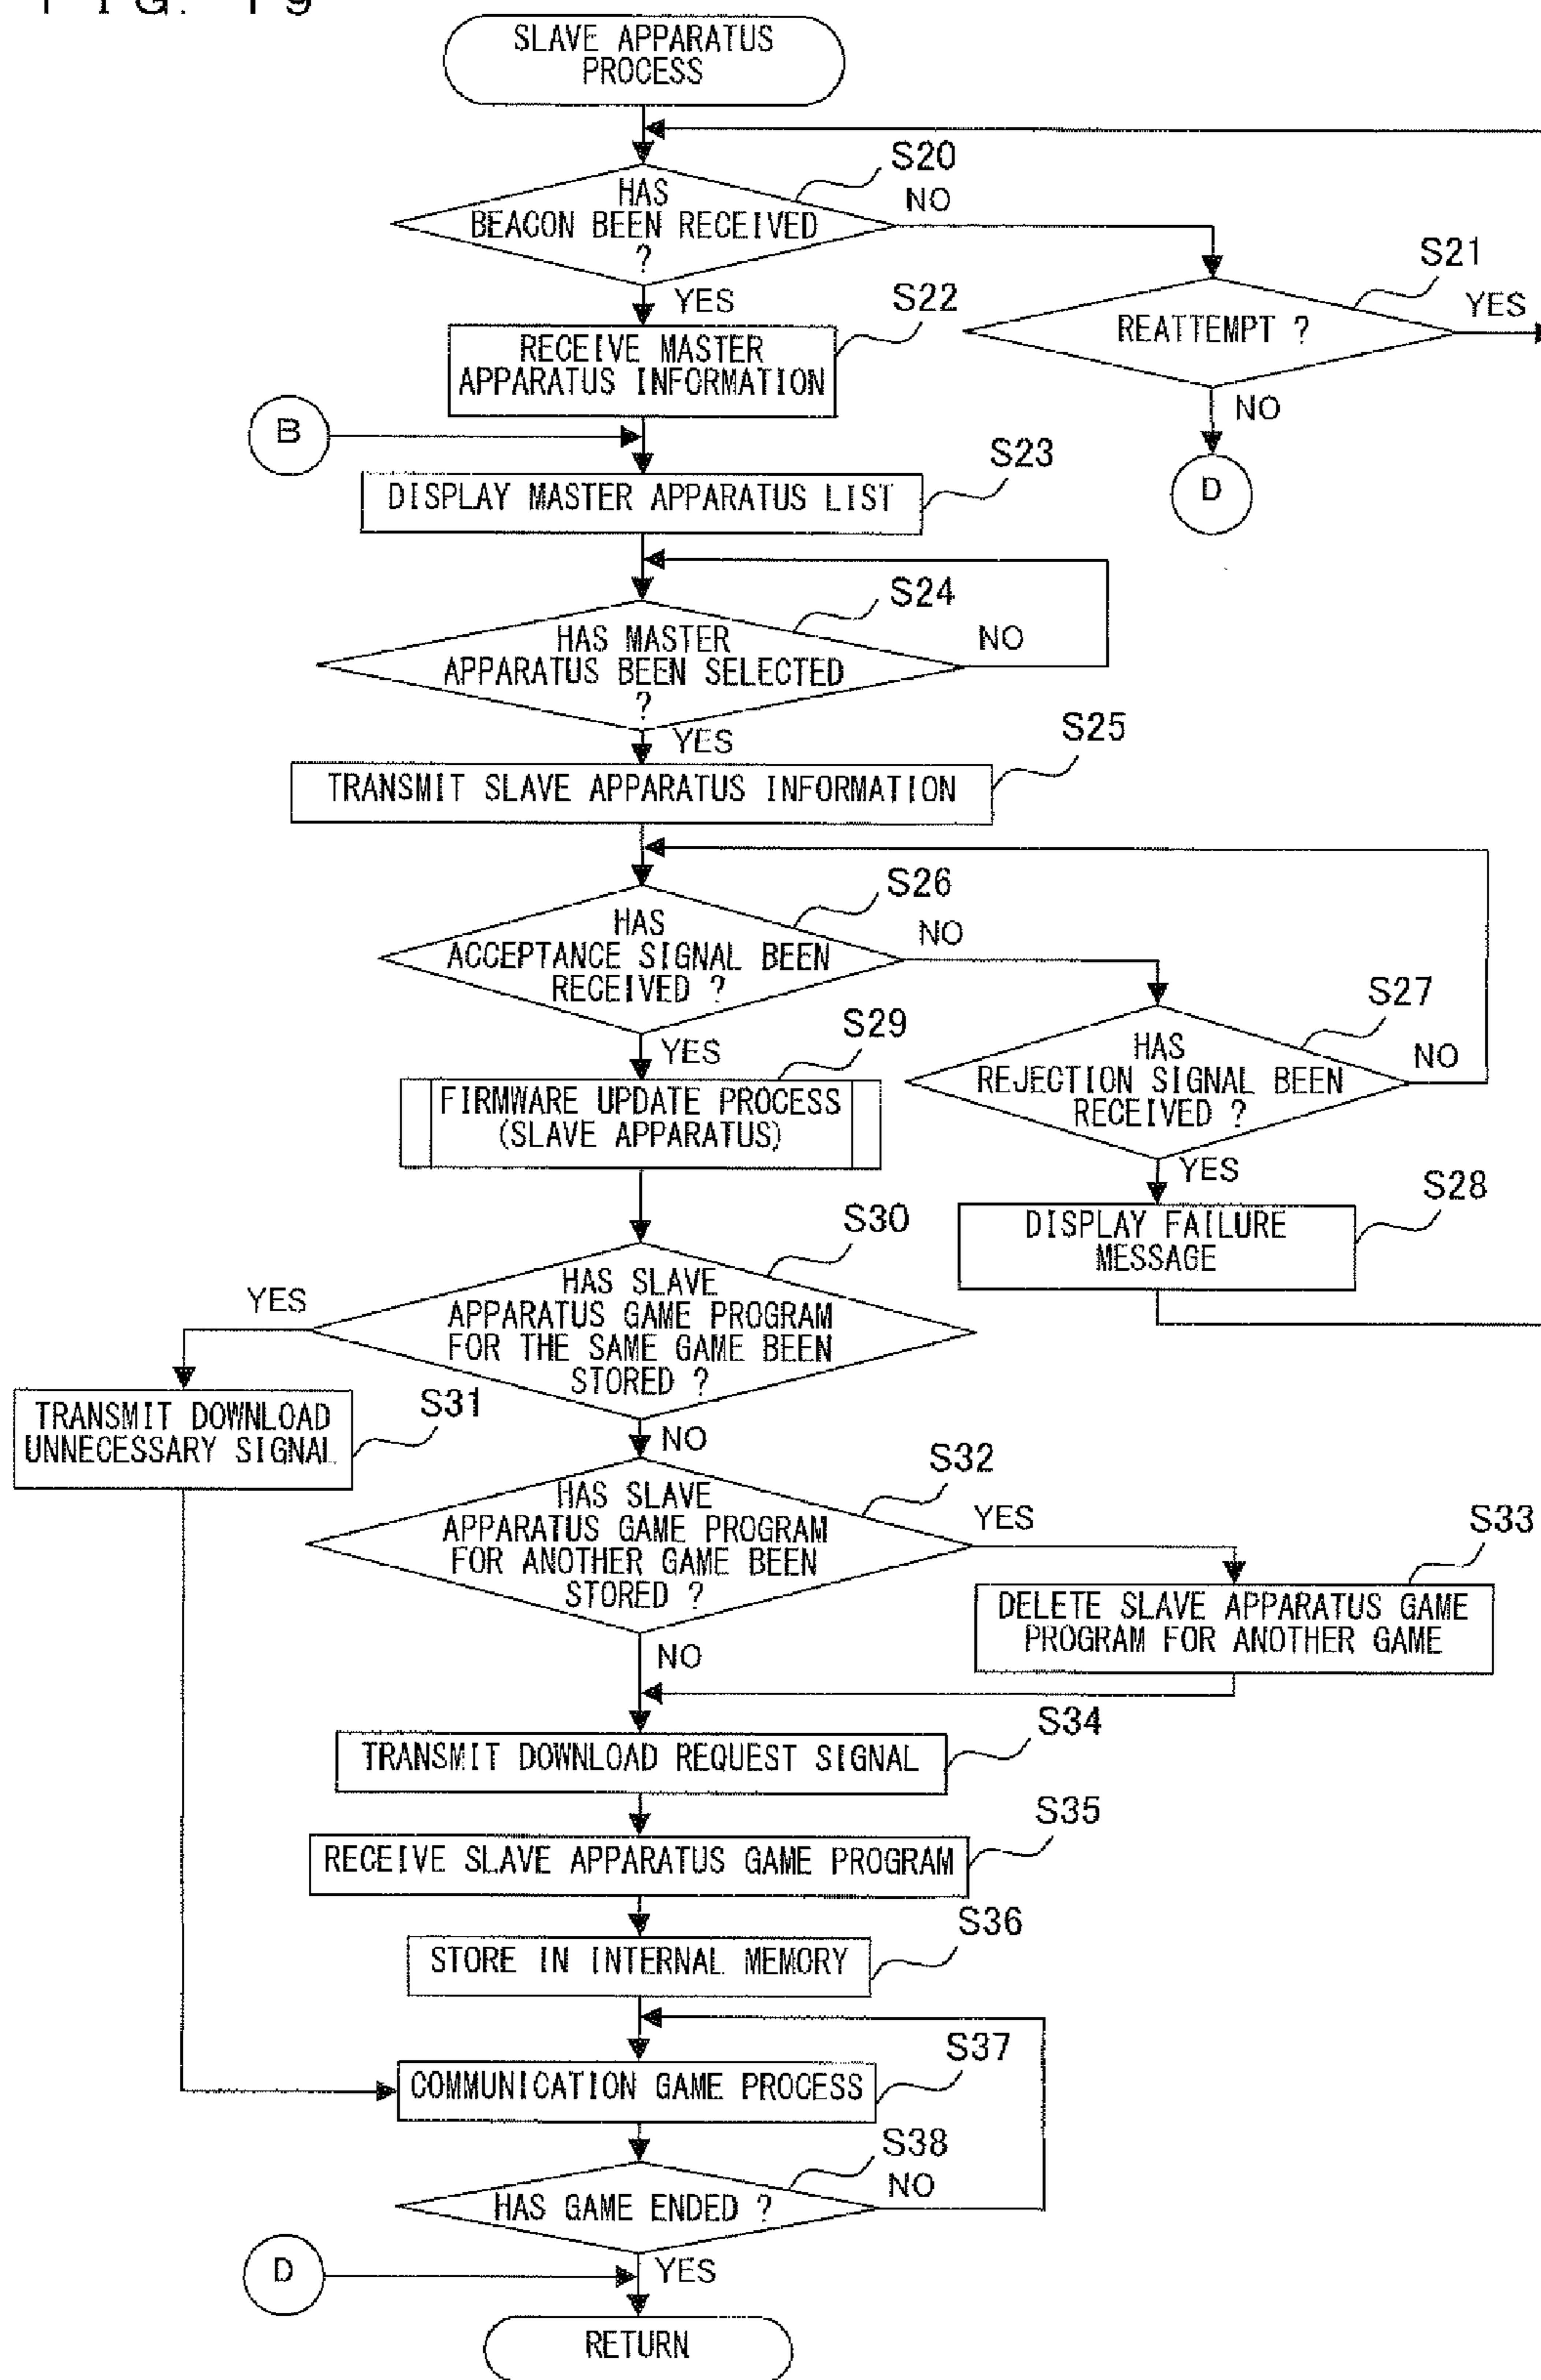 FIG. 19
SLAVE APPARATUS
PROCESS
S20
HAS
BEACON BEEN RECEIVED
?
NO
S21
REATTEMPT ?
YES
NO
D
YES
S22
RECEIVE MASTER
APPARATUS INFORMATION
B
S23
DISPLAY MASTER APPARATUS LIST
S24
HAS MASTER
APPARATUS BEEN SELECTED
?
NO
YES
S25
TRANSMIT SLAVE APPARATUS INFORMATION
S26
HAS
ACCEPTANCE SIGNAL BEEN
RECEIVED ?
NO
S27
HAS
REJECTION SIGNAL BEEN
RECEIVED ?
NO
YES
S28
DISPLAY FAILURE
MESSAGE
YES
S29
FIRMWARE UPDATE PROCESS
(SLAVE APPARATUS)
S30
HAS SLAVE
APPARATUS GAME PROGRAM
FOR THE SAME GAME BEEN
STORED ?
YES
S31
TRANSMIT DOWNLOAD
UNNECESSARY SIGNAL
NO
S32
HAS SLAVE
APPARATUS GAME PROGRAM
FOR ANOTHER GAME BEEN
STORED ?
YES
S33
DELETE SLAVE APPARATUS GAME
PROGRAM FOR ANOTHER GAME
NO
S34
TRANSMIT DOWNLOAD REQUEST SIGNAL
S35
RECEIVE SLAVE APPARATUS GAME PROGRAM
S36
STORE IN INTERNAL MEMORY
S37
COMMUNICATION GAME PROCESS
S38
HAS GAME ENDED ?
NO
YES
D
RETURN